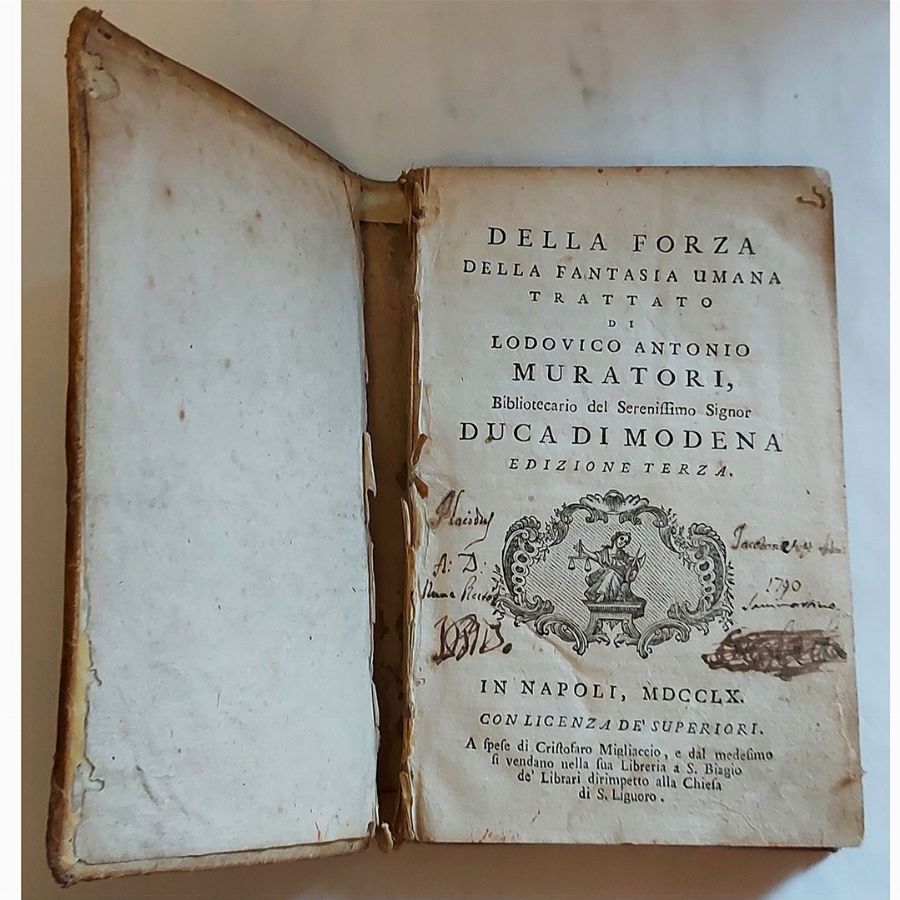 DELLA FORZA
DELLA FANTASIA UMANA
TRATTATO
DI
LODOVICO ANTONIO
MURATORI,
Bibliotecario del Sereniſſimo Signor
DUCA DI MODENA
EDIZIONE TERZA.
Placidus
A: D:
1790
IN NAPOLI, MDCCLX.
CON LICENZA DE' SUPERIORI.
A ſpeſe di Criſtofaro Migliaccio, e dal medeſimo
ſi vendano nella ſua Libreria a S. Biagio
de' Librari dirimpetto alla Chieſa
di S. Liguoro.